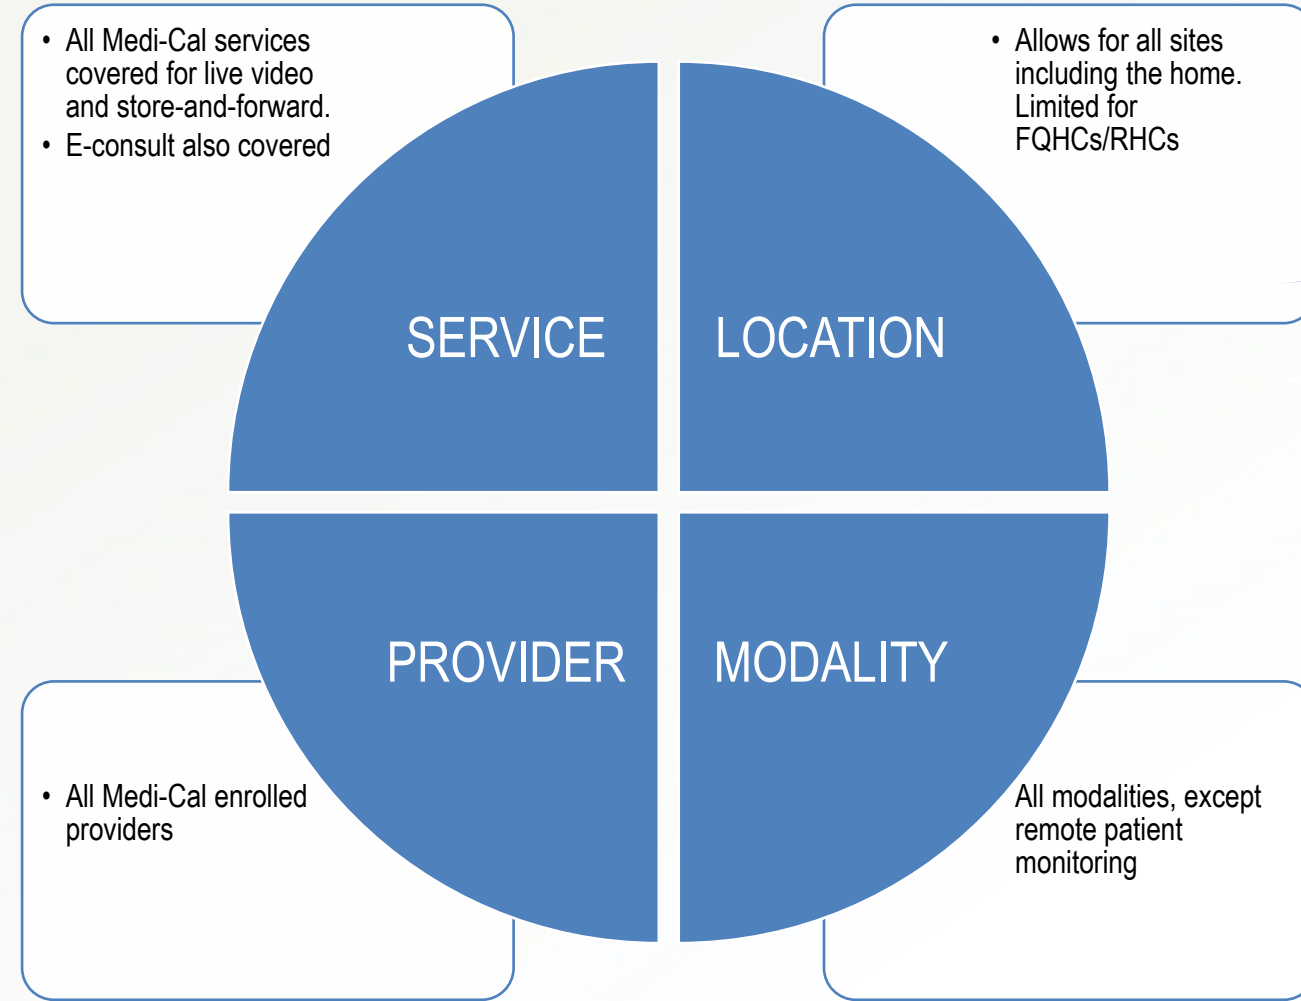 • All Medi-Cal services
covered for live video
and store-and-forward.
• E-consult also covered
• Allows for all sites
including the home.
Limited for
FQHCs/RHCs
SERVICE
LOCATION
PROVIDER
MODALITY
• All Medi-Cal enrolled
providers
All modalities, except
remote patient
monitoring